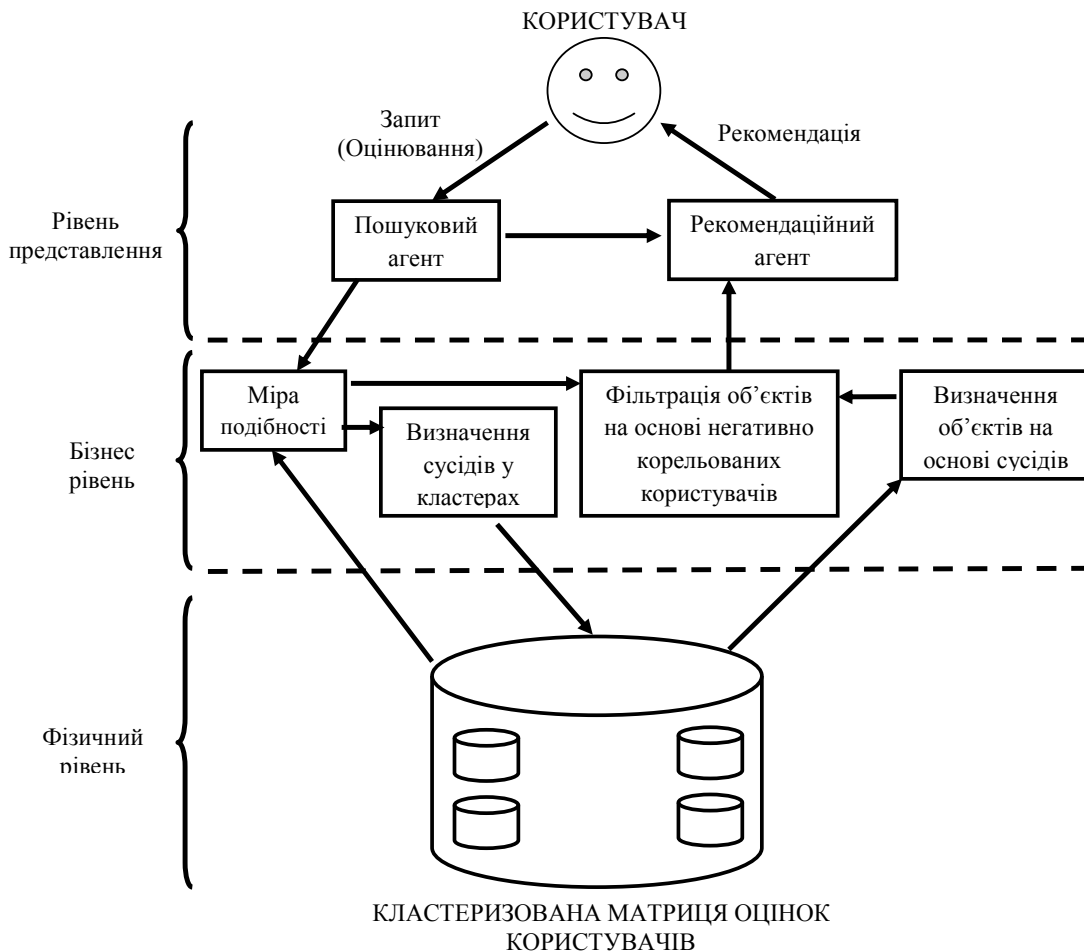 КОРИСТУВАЧ
Запит
(Оцінювання)
Рекомендація
Рівень
представлення
Пошуковий
агент
Рекомендаційний
агент
Бізнес
рівень
Міра
подібності
Визначення
сусідів у
кластерах
Фільтрація об’єктів
на основі негативно
корельованих
користувачів
Визначення
об’єктів на
основі сусідів
Фізичний
рівень
КЛАСТЕРИЗОВАНА МАТРИЦЯ ОЦІНОК
КОРИСТУВАЧІВ